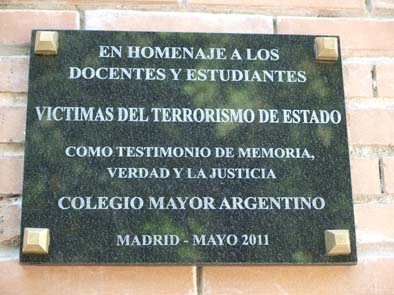 EN HOMENAJE A LOS
DOCENTES Y ESTUDIANTES
VICTIMAS DEL TERRORISMO DE ESTADO
COMO TESTIMONIO DE MEMORIA,
VERDAD Y LA JUSTICIA
COLEGIO MAYOR ARGENTINO
MADRID - MAYO 2011